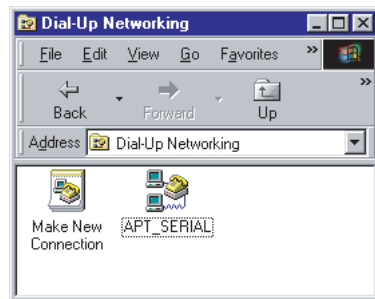 Dial-Up Networking
File Edit View Go Favorites »
Back Forward Up »
Address Dial-Up Networking
Make New Connection
APT_SERIAL